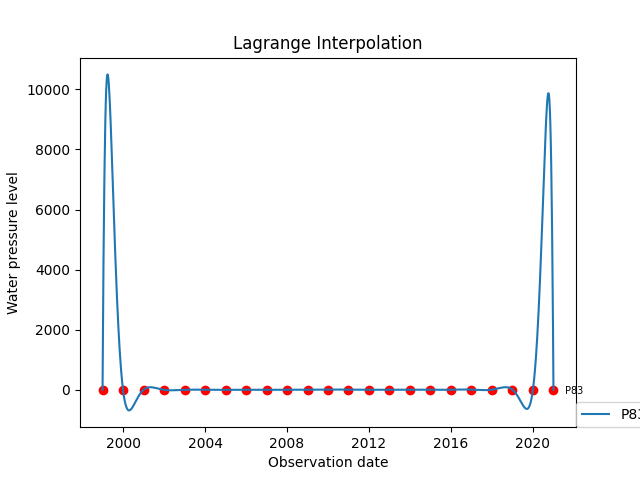 Lagrange Interpolation
Water pressure level
10000
8000
6000
4000
2000
0
P83
P83
2000
2004
2008
2012
2016
2020
Observation date